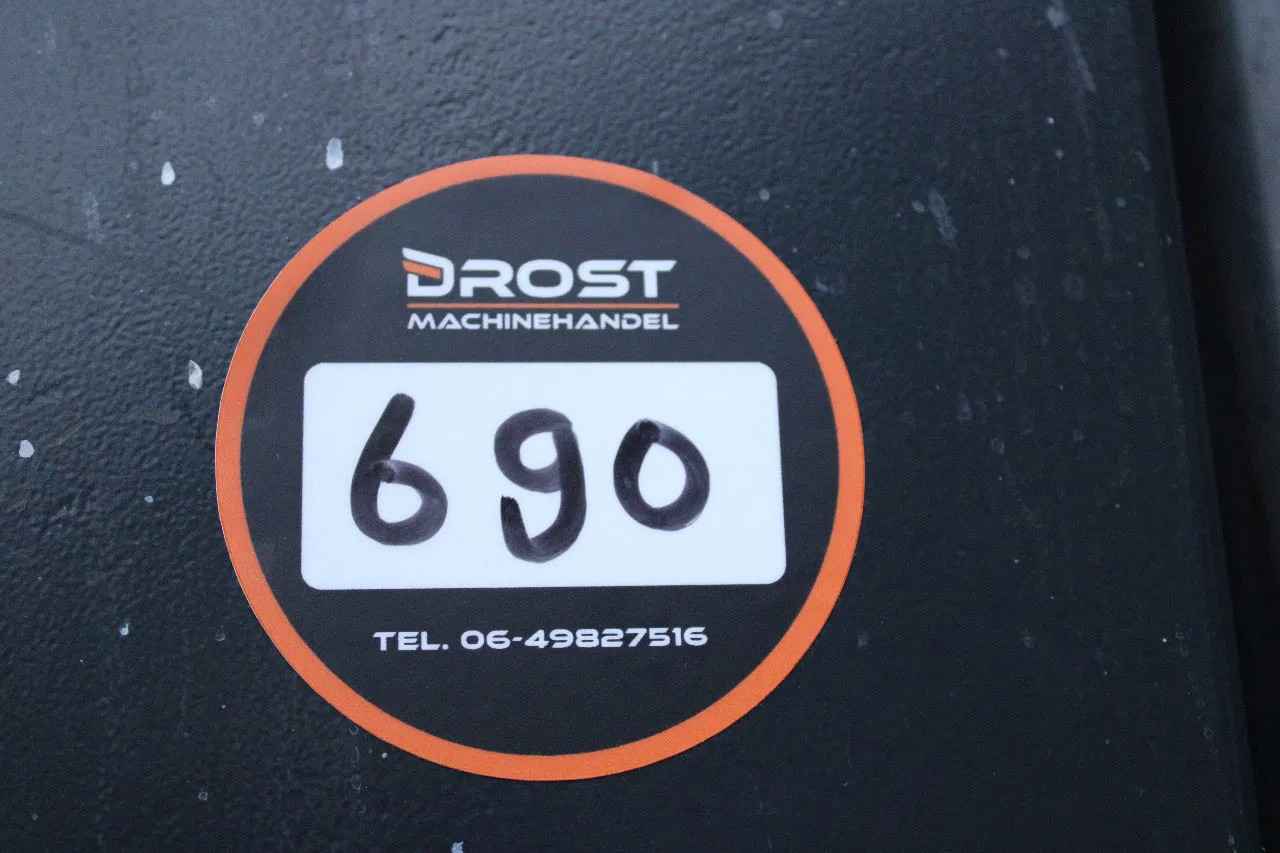 DROST
MACHINEHANDEL
690
TEL. 06-49827516